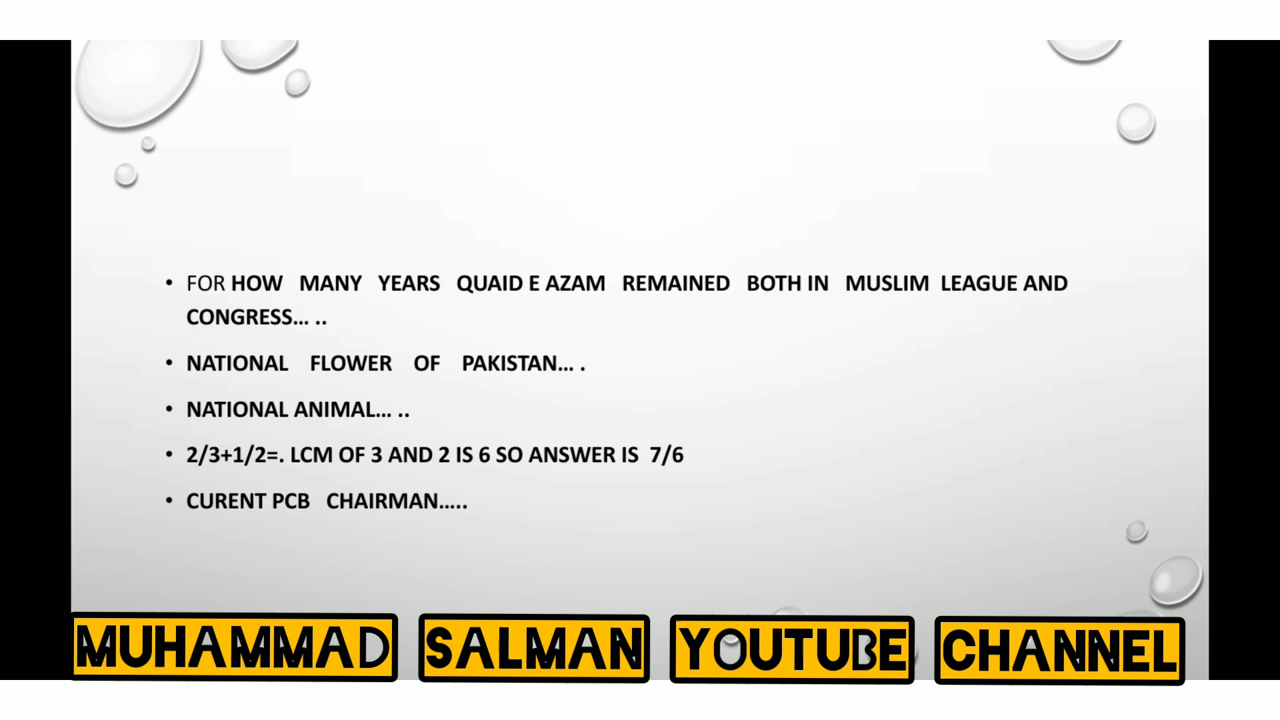 • FOR HOW MANY YEARS QUAID E AZAM REMAINED BOTH IN MUSLIM LEAGUE AND
CONGRESS... ..
• NATIONAL FLOWER OF PAKISTAN... .
• NATIONAL ANIMAL... ..
• 2/3+1/2=. LCM OF 3 AND 2 IS 6 SO ANSWER IS 7/6
• CURENT PCB CHAIRMAN.....
MUHAMMAD SALMAN YOUTUBE CHANNEL